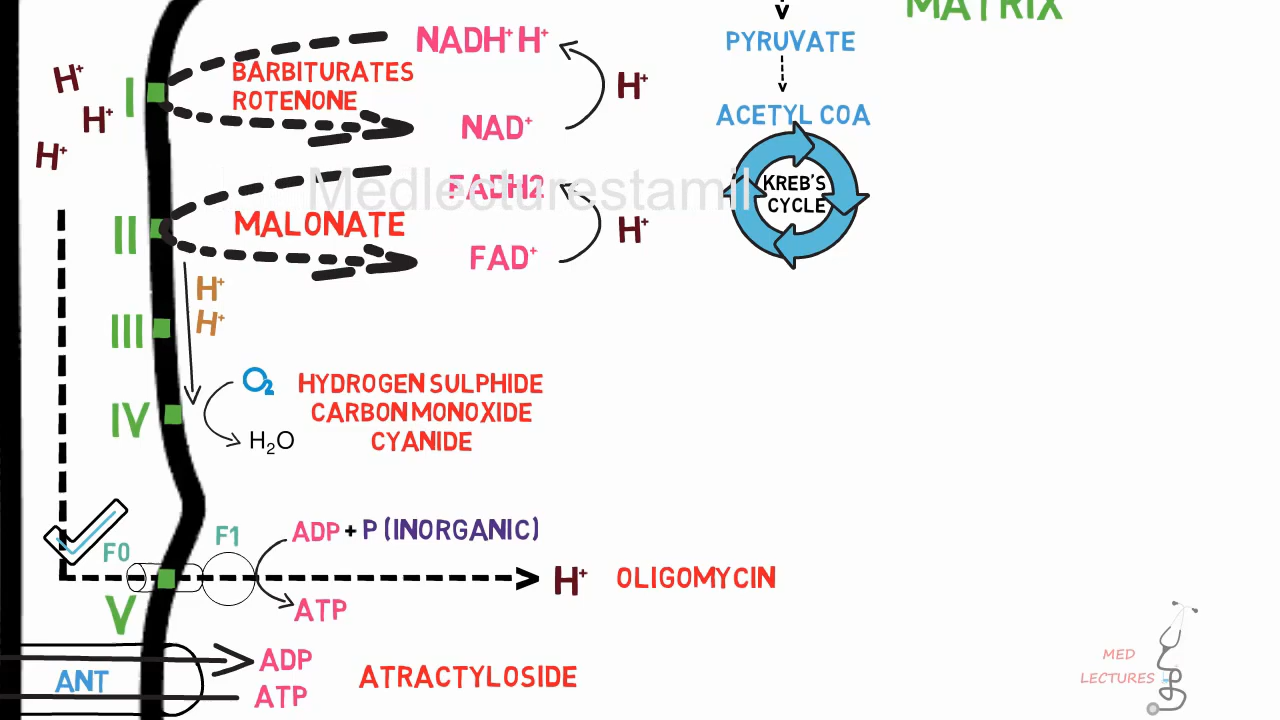 MATRIX
NADH⁺ H⁺
PYRUVATE
H⁺
BARBITURATES
ROTENONE
I
H⁺
H⁺
NAD⁺
ACETYL COA
H⁺
Medlecturestamil
FADH2
KREB'S
CYCLE
II
MALONATE
H⁺
FAD⁺
H⁺
H⁺
III
O₂
HYDROGEN SULPHIDE
CARBON MONOXIDE
CYANIDE
IV
H₂O
F0
F1
ADP + P (INORGANIC)
H⁺
OLIGOMYCIN
V
ATP
ANT
ADP
ATP
ATRACTYLOSIDE
MED
LECTURES